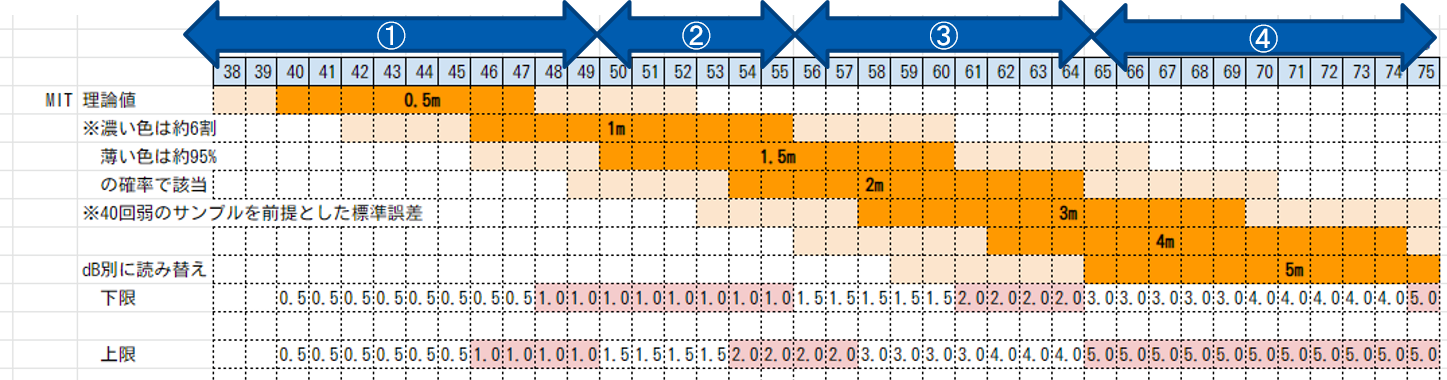 ① ② ③ ④
38 39 40 41 42 43 44 45 46 47 48 49 50 51 52 53 54 55 56 57 58 59 60 61 62 63 64 65 66 67 68 69 70 71 72 73 74 75
MIT 理論値 0.5m
※濃い色は約6割 1m
薄い色は約95% 1.5m
の確率で該当 2m
※40回弱のサンプルを前提とした標準誤差 3m
4m
dB別に読み替え 5m
下限 0.5 0.5 0.5 0.5 0.5 0.5 0.5 0.5 1.0 1.0 1.0 1.0 1.0 1.0 1.0 1.0 1.5 1.5 1.5 1.5 1.5 2.0 2.0 2.0 2.0 3.0 3.0 3.0 3.0 3.0 4.0 4.0 4.0 4.0 4.0 5.0
上限 0.5 0.5 0.5 0.5 0.5 0.5 1.0 1.0 1.0 1.0 1.5 1.5 1.5 1.5 2.0 2.0 2.0 2.0 3.0 3.0 3.0 3.0 4.0 4.0 4.0 5.0 5.0 5.0 5.0 5.0 5.0 5.0 5.0 5.0 5.0 5.0